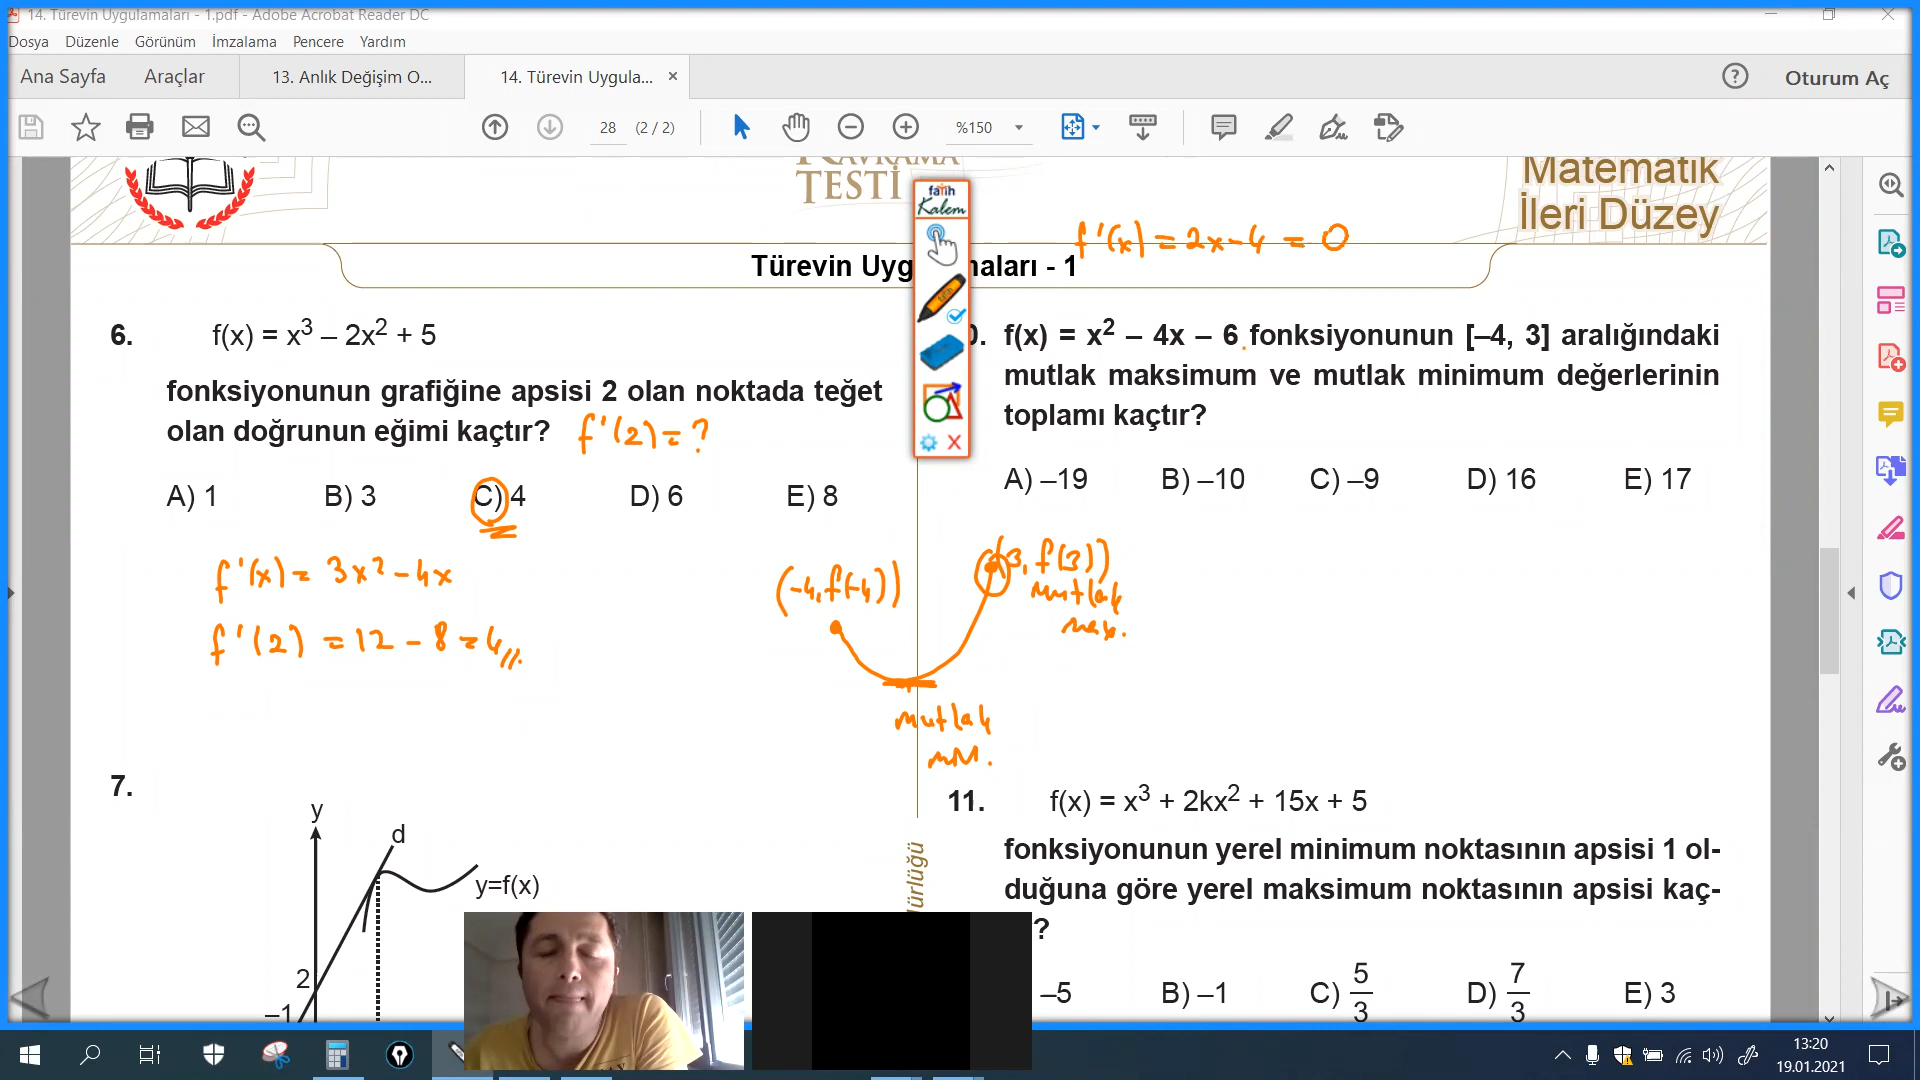 14. Türevin Uygulamaları - 1.pdf - Adobe Acrobat Reader DC
Dosya Düzenle Görünüm İmzalama Pencere Yardım
Ana Sayfa Araçlar 13. Anlık Değişim O... 14. Türevin Uygula... × Oturum Aç
28 (2 / 2) %150
KAVRAMA
TESTİ
Matematik
İleri Düzey
fatih
Kalem
f'(x) = 2x-4 = 0
Türevin Uyg maları - 1
6. f(x) = x³ – 2x² + 5
fonksiyonunun grafiğine apsisi 2 olan noktada teğet
olan doğrunun eğimi kaçtır? f'(2) = ?
A) 1 B) 3 C) 4 D) 6 E) 8
f'(x) = 3x²-4x
f'(2) = 12 - 8 = 4
7.
y
d
y=f(x)
2
–1
0. f(x) = x² – 4x – 6 fonksiyonunun [–4, 3] aralığındaki
mutlak maksimum ve mutlak minimum değerlerinin
toplamı kaçtır?
A) –19 B) –10 C) –9 D) 16 E) 17
(-4, f(-4))
(3, f(3))
mutlak
max.
mutlak
min.
11. f(x) = x³ + 2kx² + 15x + 5
fonksiyonunun yerel minimum noktasının apsisi 1 ol-
duğuna göre yerel maksimum noktasının apsisi kaç-
?
–5 B) –1 C) 5/3 D) 7/3 E) 3
ürlüğü
13:20
19.01.2021